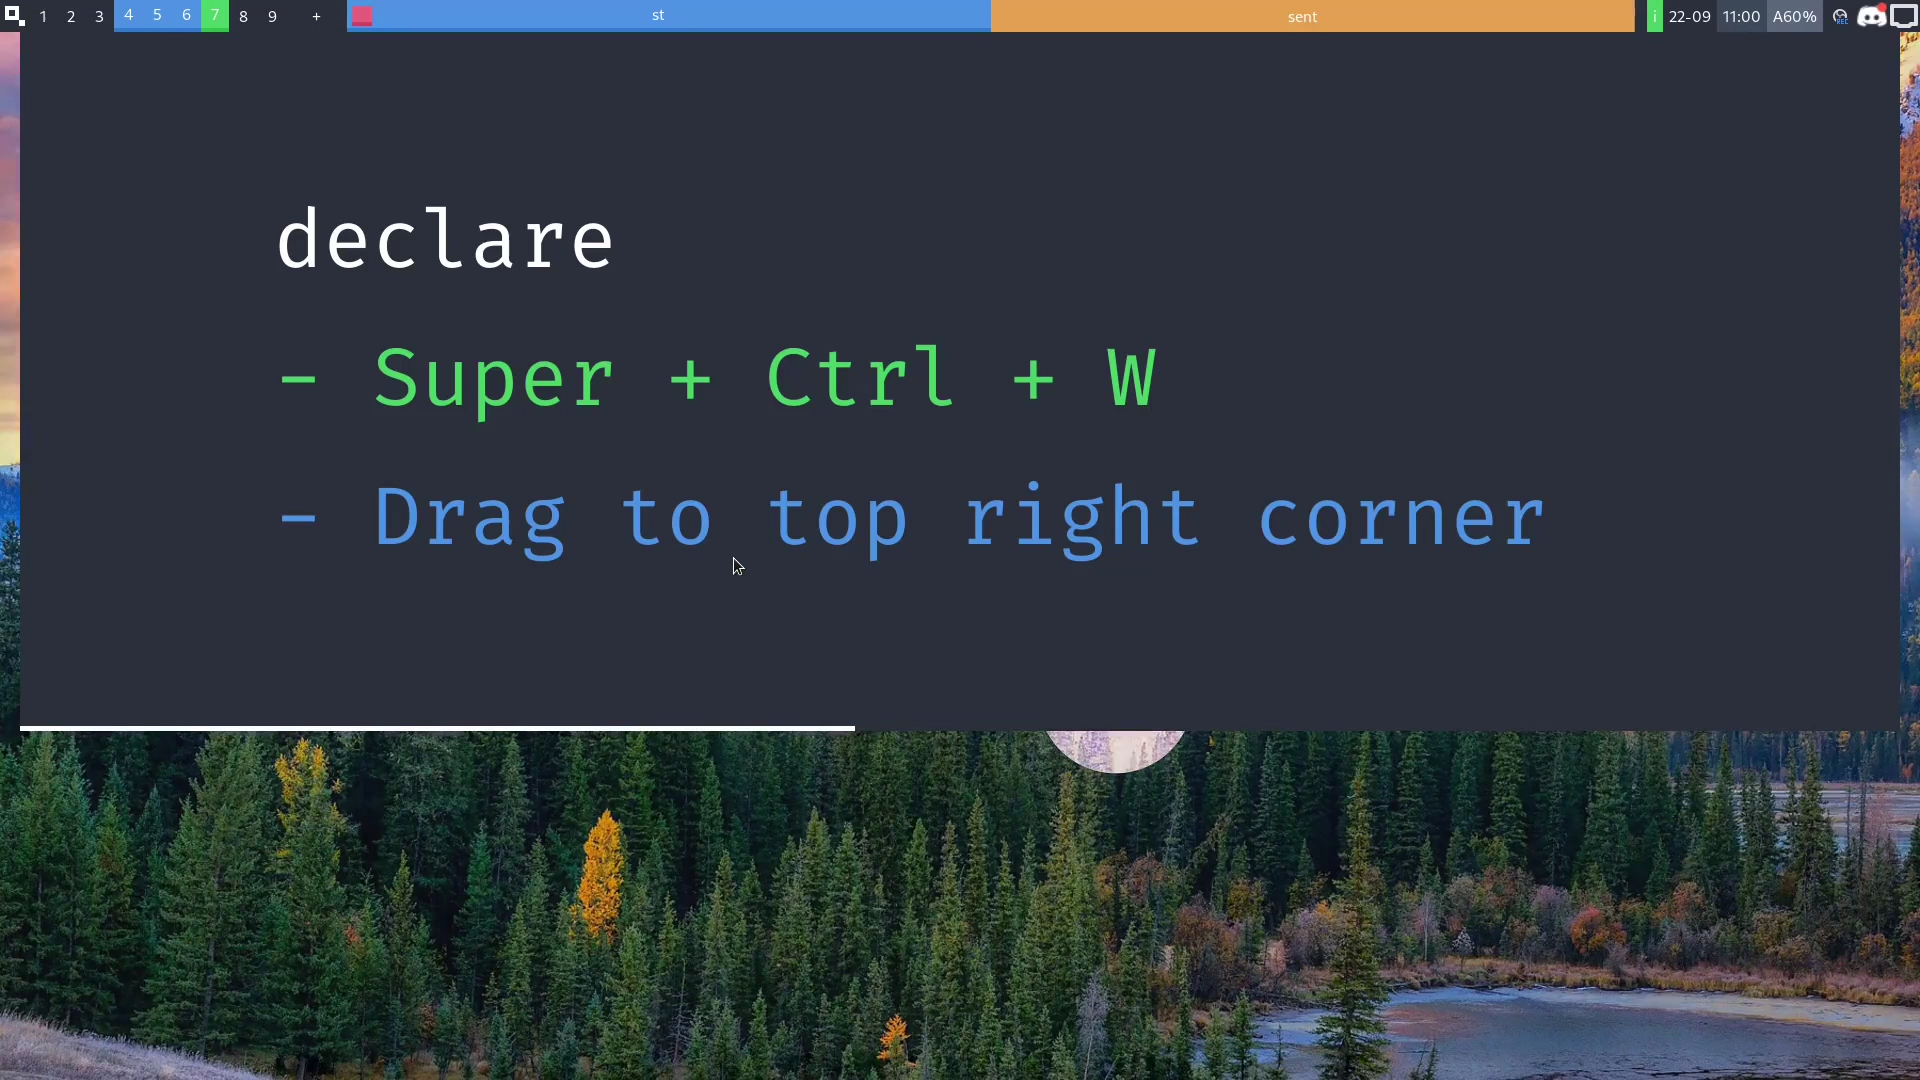 1 2 3 4 5 6 7 8 9 + st sent i 22-09 11:00 A60%
declare
- Super + Ctrl + W
- Drag to top right corner